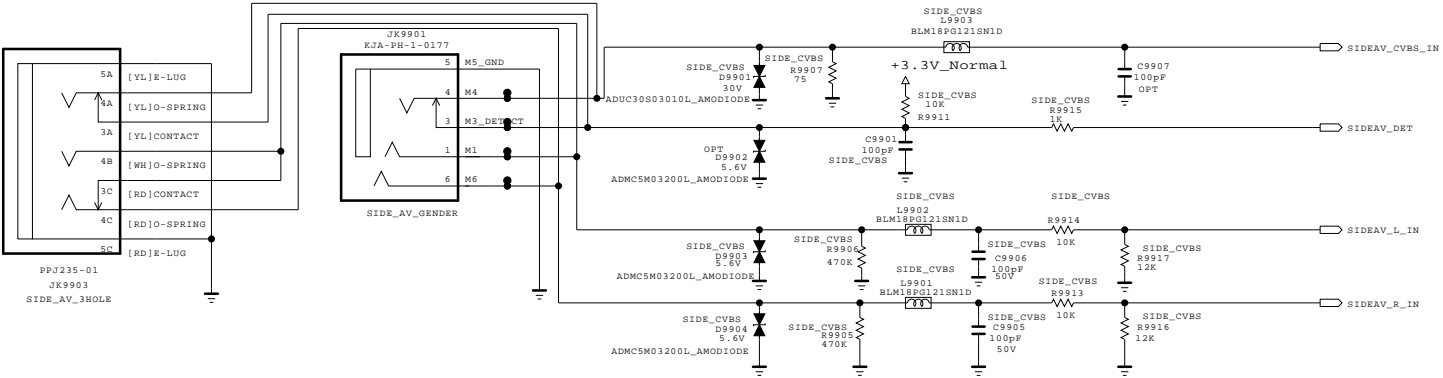 5A
[YL]E-LUG
4A
[YL]O-SPRING
3A
[YL]CONTACT
4B
[WH]O-SPRING
3C
[RD]CONTACT
4C
[RD]O-SPRING
5C
[RD]E-LUG
PPJ235-01
JK9903
SIDE_AV_3HOLE
JK9901
KJA-PH-1-0177
5
M5_GND
4
M4
3
M3_DETECT
1
M1
6
M6
SIDE_AV_GENDER
SIDE_CVBS
D9901
30V
ADUC30S03010L_AMODIODE
SIDE_CVBS
R9907
75
SIDE_CVBS
L9903
BLM18PG121SN1D
C9907
100pF
OPT
SIDEAV_CVBS_IN
+3.3V_Normal
SIDE_CVBS
10K
R9911
SIDE_CVBS
R9915
1K
SIDEAV_DET
OPT
D9902
5.6V
ADMC5M03200L_AMODIODE
C9901
100pF
SIDE_CVBS
SIDE_CVBS
L9902
BLM18PG121SN1D
SIDE_CVBS
R9914
10K
SIDEAV_L_IN
SIDE_CVBS
D9903
5.6V
ADMC5M03200L_AMODIODE
SIDE_CVBS
R9906
470K
SIDE_CVBS
C9906
100pF
50V
SIDE_CVBS
R9917
12K
SIDE_CVBS
L9901
BLM18PG121SN1D
SIDE_CVBS
R9913
10K
SIDEAV_R_IN
SIDE_CVBS
D9904
5.6V
ADMC5M03200L_AMODIODE
SIDE_CVBS
R9905
470K
SIDE_CVBS
C9905
100pF
50V
SIDE_CVBS
R9916
12K